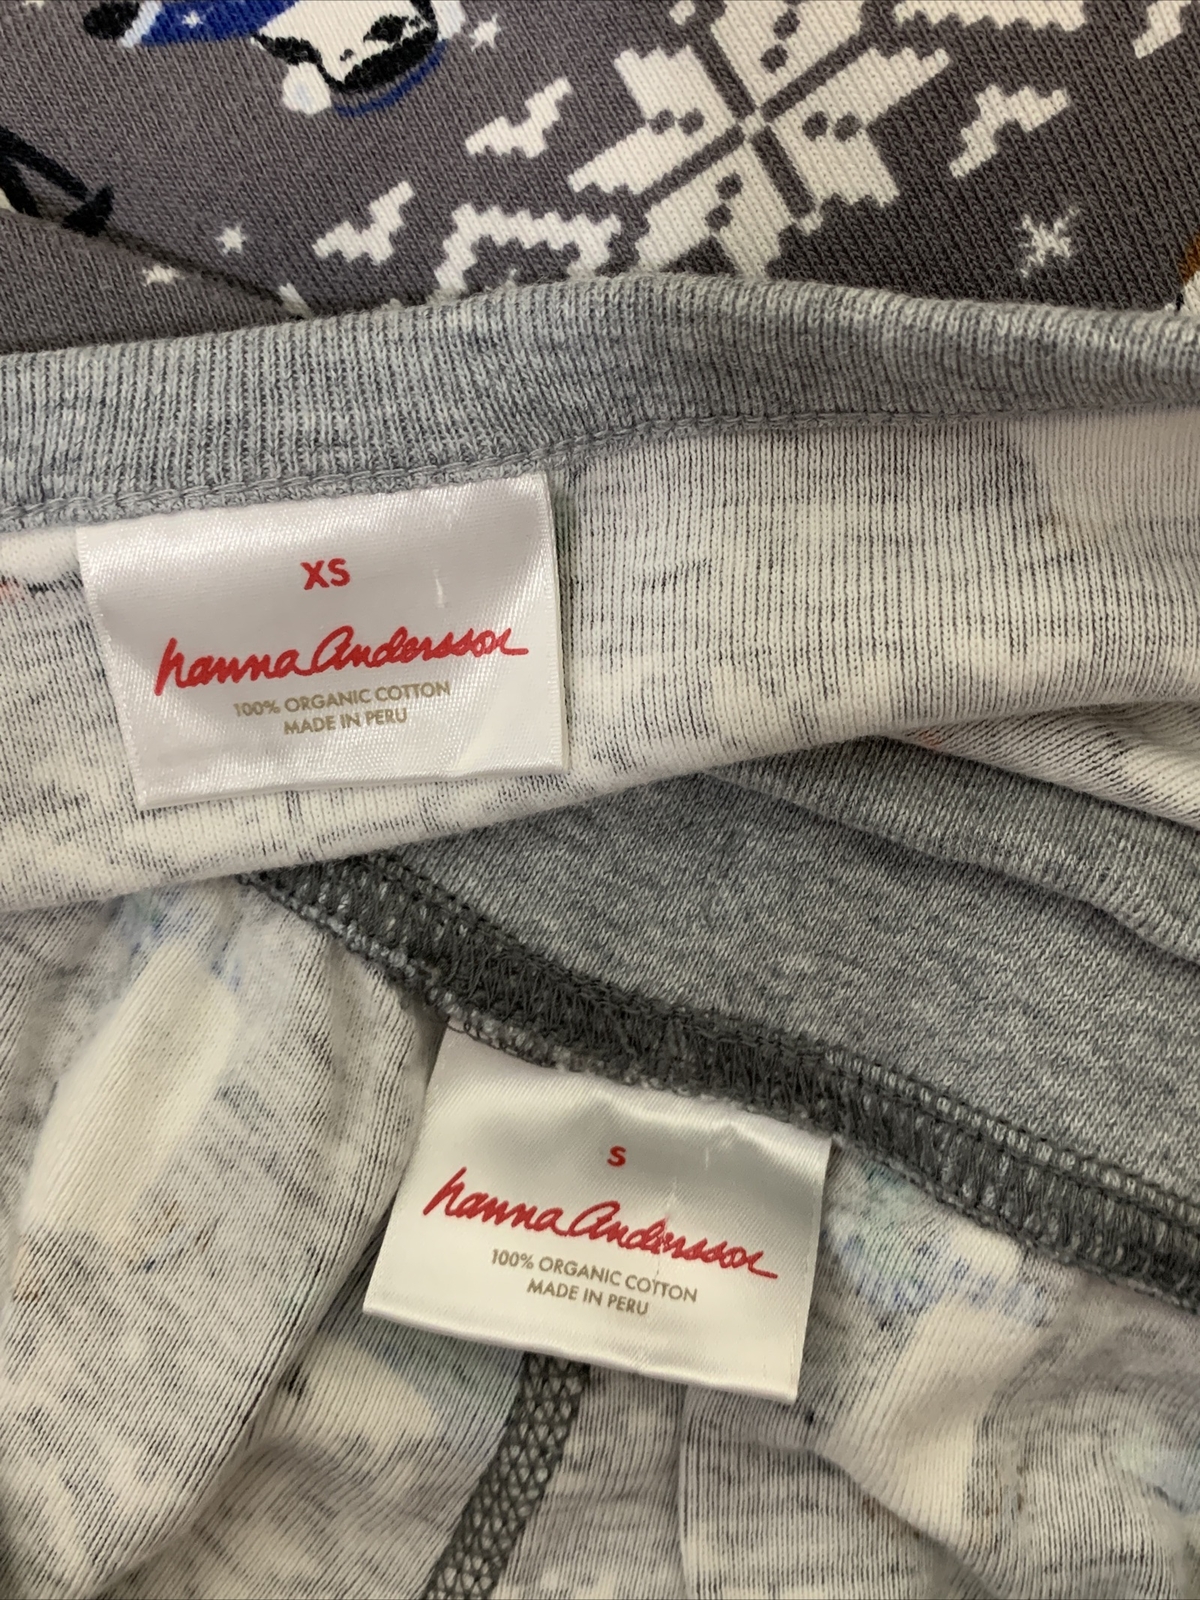 XS
hanna Andersson
100% ORGANIC COTTON
MADE IN PERU
S
hanna Andersson
100% ORGANIC COTTON
MADE IN PERU